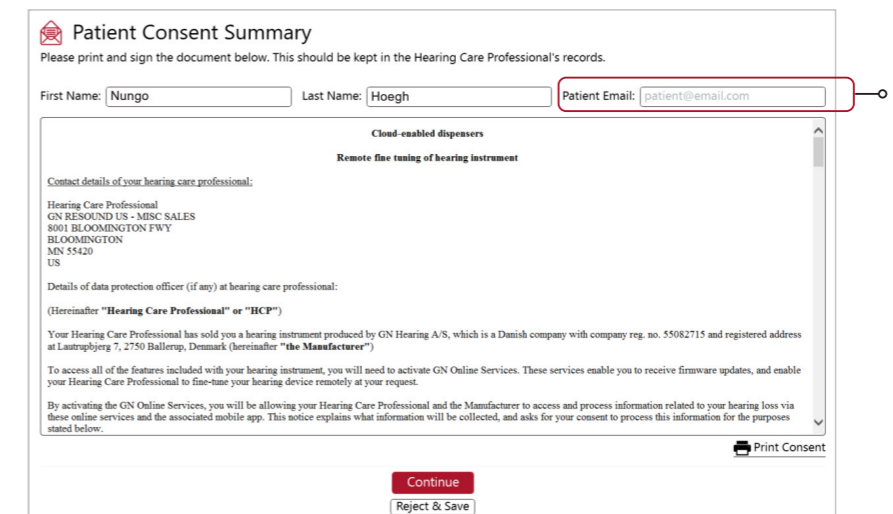 Patient Consent Summary
Please print and sign the document below. This should be kept in the Hearing Care Professional's records.
First Name: Nungo Last Name: Hoegh Patient Email: patient@email.com
Cloud-enabled dispensers
Remote fine tuning of hearing instrument
Contact details of your hearing care professional:
Hearing Care Professional
GN RESOUND US - MISC SALES
8001 BLOOMINGTON FWY
BLOOMINGTON
MN 55420
US
Details of data protection officer (if any) at hearing care professional:
(Hereinafter "Hearing Care Professional" or "HCP")
Your Hearing Care Professional has sold you a hearing instrument produced by GN Hearing A/S, which is a Danish company with company reg. no. 55082715 and registered address
at Lautrupbjerg 7, 2750 Ballerup, Denmark (hereinafter "the Manufacturer")
To access all of the features included with your hearing instrument, you will need to activate GN Online Services. These services enable you to receive firmware updates, and enable
your Hearing Care Professional to fine-tune your hearing device remotely at your request.
By activating the GN Online Services, you will be allowing your Hearing Care Professional and the Manufacturer to access and process information related to your hearing loss via
these online services and the associated mobile app. This notice explains what information will be collected, and asks for your consent to process this information for the purposes
stated below.
Print Consent
Continue
Reject & Save